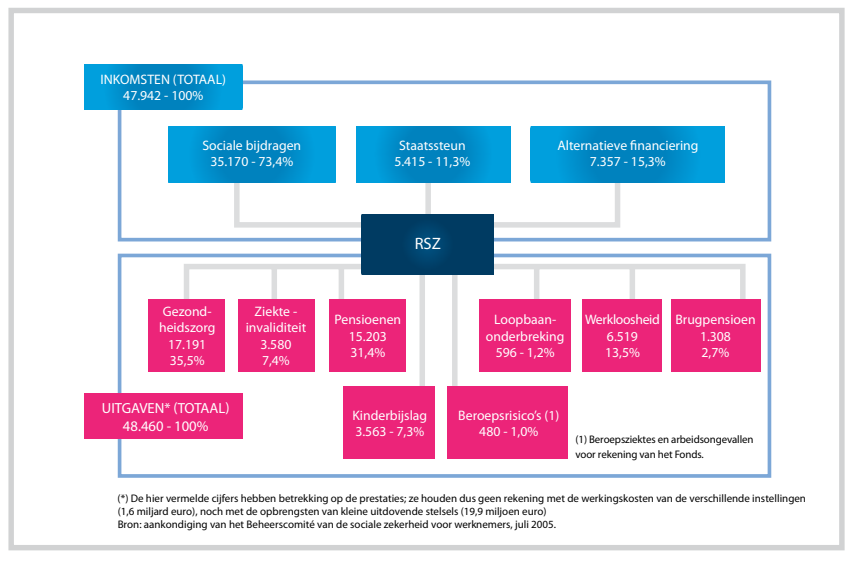 INKOMSTEN (TOTAAL)
47.942 - 100%
Sociale bijdragen
35.170 - 73,4%
Staatssteun
5.415 - 11,3%
Alternatieve financiering
7.357 - 15,3%
RSZ
Gezond-
heidszorg
17.191
35,5%
Ziekte -
invaliditeit
3.580
7,4%
Pensioenen
15.203
31,4%
Loopbaan-
onderbreking
596 - 1,2%
Werkloosheid
6.519
13,5%
Brugpensioen
1.308
2,7%
UITGAVEN* (TOTAAL)
48.460 - 100%
Kinderbijslag
3.563 - 7,3%
Beroepsrisico's (1)
480 - 1,0%
(1) Beroepsziektes en arbeidsongevallen
voor rekening van het Fonds.
(*) De hier vermelde cijfers hebben betrekking op de prestaties; ze houden dus geen rekening met de werkingskosten van de verschillende instellingen
(1,6 miljard euro), noch met de opbrengsten van kleine uitdovende stelsels (19,9 miljoen euro)
Bron: aankondiging van het Beheerscomité van de sociale zekerheid voor werknemers, juli 2005.